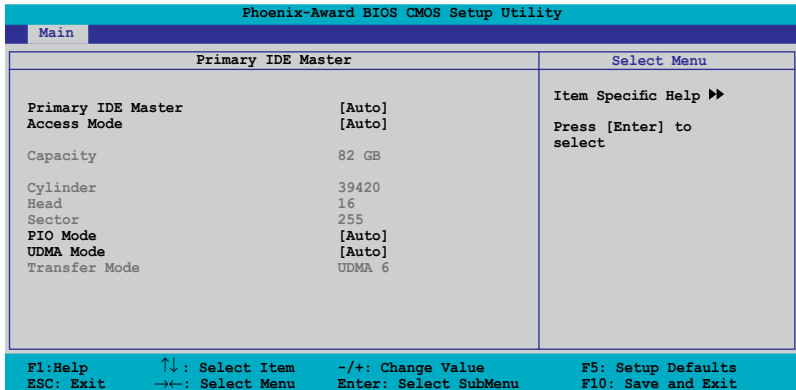 Phoenix-Award BIOS CMOS Setup Utility
Main
Primary IDE Master
Select Menu
Primary IDE Master [Auto]
Access Mode [Auto]
Capacity 82 GB
Cylinder 39420
Head 16
Sector 255
PIO Mode [Auto]
UDMA Mode [Auto]
Transfer Mode UDMA 6
Item Specific Help ▶▶
Press [Enter] to
select
F1:Help ↑↓: Select Item -/+: Change Value F5: Setup Defaults
ESC: Exit →←: Select Menu Enter: Select SubMenu F10: Save and Exit